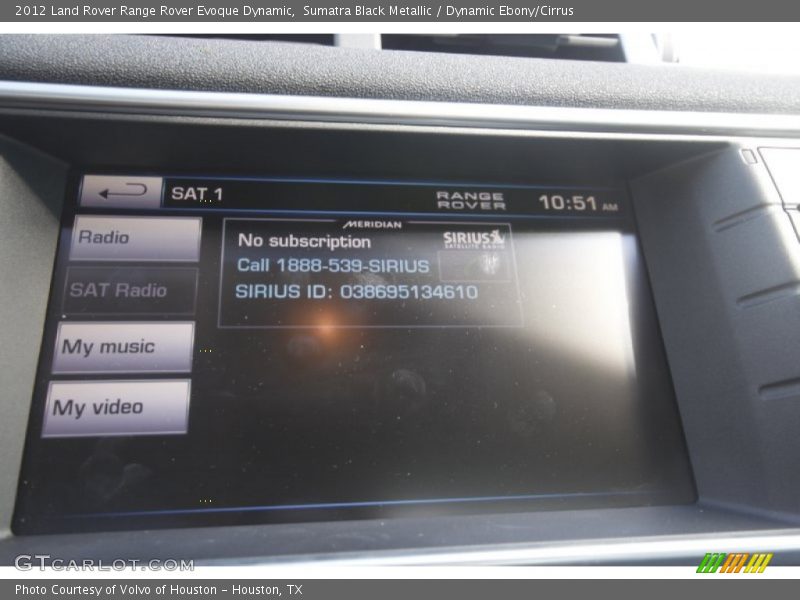 2012 Land Rover Range Rover Evoque Dynamic,  Sumatra Black Metallic / Dynamic Ebony/Cirrus
SAT 1
RANGE ROVER
10:51 AM
Radio
SAT Radio
My music
My video
MERIDIAN
No subscription
SIRIUS
SATELLITE RADIO
Call 1888-539-SIRIUS
SIRIUS ID: 038695134610
GTCARLOT.COM
Photo Courtesy of Volvo of Houston - Houston, TX